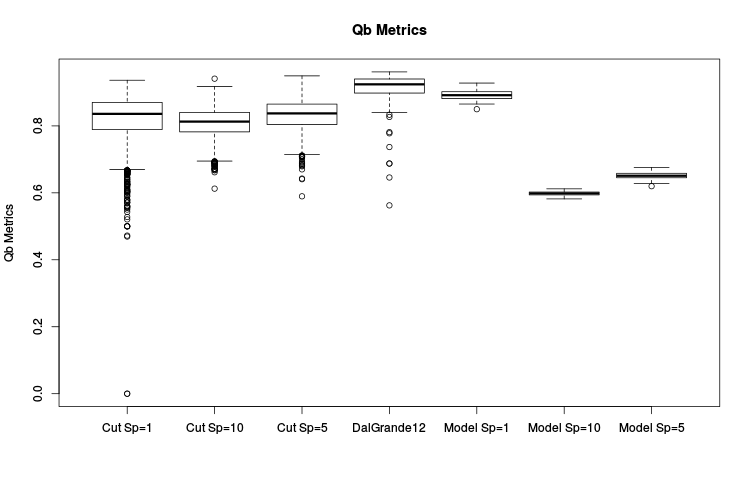 Qb Metrics
Qb Metrics
0.8
0.6
0.4
0.2
0.0
Cut Sp=1 Cut Sp=10 Cut Sp=5 DalGrande12 Model Sp=1 Model Sp=10 Model Sp=5